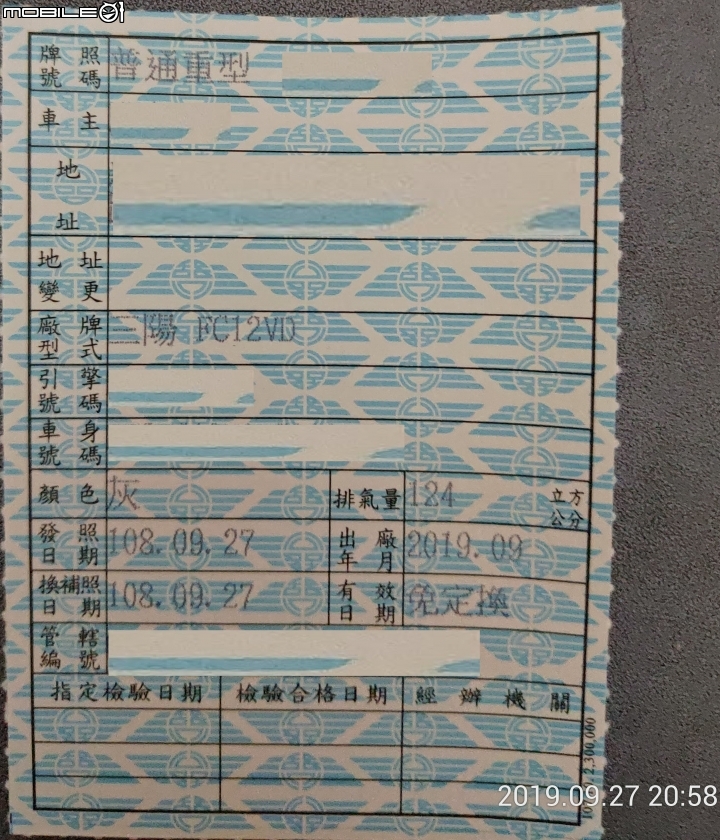 mobile01
牌照號碼 普通重型
車主
地址
地址變更
廠牌型式 三陽 FC12VD
引擎號碼
車身號碼
顏色 灰 排氣量 124 立方公分
發照日期 108.09.27 出廠年月 2019.09
換補照日期 108.09.27 有效日期 免定換
管轄編號
指定檢驗日期 檢驗合格日期 經辦機關
2,300,000
2019.09.27 20:58